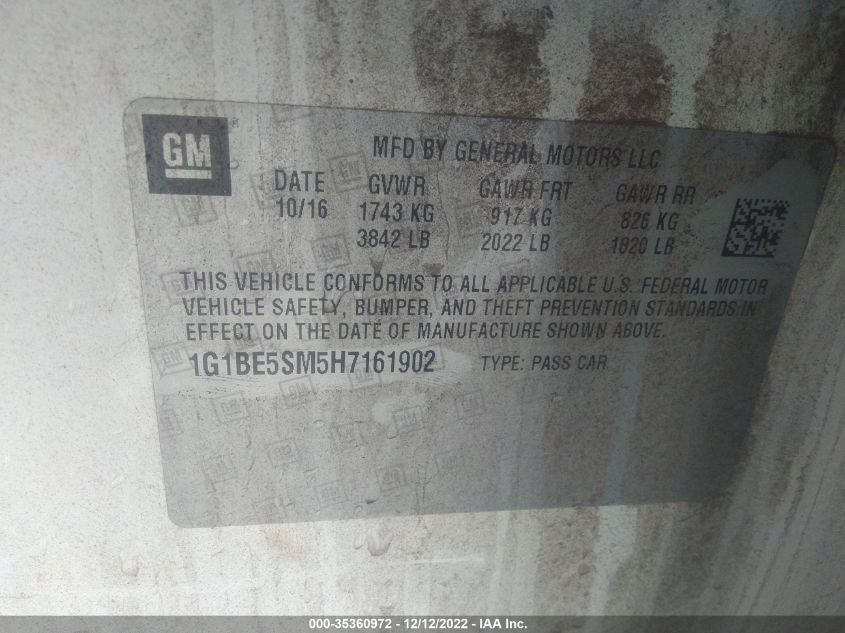 GM
MFD BY GENERAL MOTORS LLC
DATE GVWR GAWR FRT GAWR RR
10/16 1743 KG 917 KG 826 KG
3842 LB 2022 LB 1820 LB
THIS VEHICLE CONFORMS TO ALL APPLICABLE U.S. FEDERAL MOTOR
VEHICLE SAFETY, BUMPER, AND THEFT PREVENTION STANDARDS IN
EFFECT ON THE DATE OF MANUFACTURE SHOWN ABOVE.
1G1BE5SM5H7161902 TYPE: PASS CAR
000-35360972 - 12/12/2022 - IAA Inc.